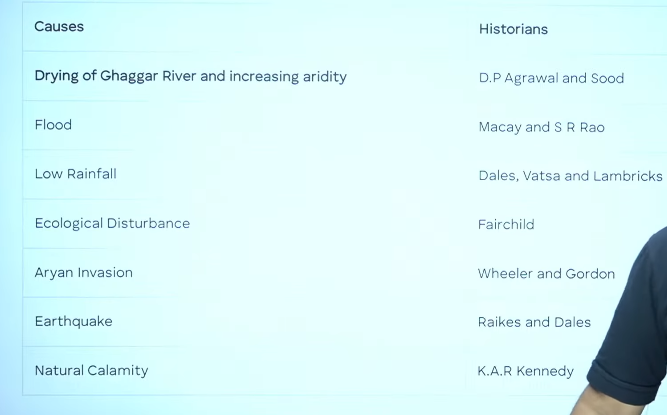 Causes Historians
Drying of Ghaggar River and increasing aridity D.P Agrawal and Sood
Flood Macay and S R Rao
Low Rainfall Dales, Vatsa and Lambricks
Ecological Disturbance Fairchild
Aryan Invasion Wheeler and Gordon
Earthquake Raikes and Dales
Natural Calamity K.A.R Kennedy